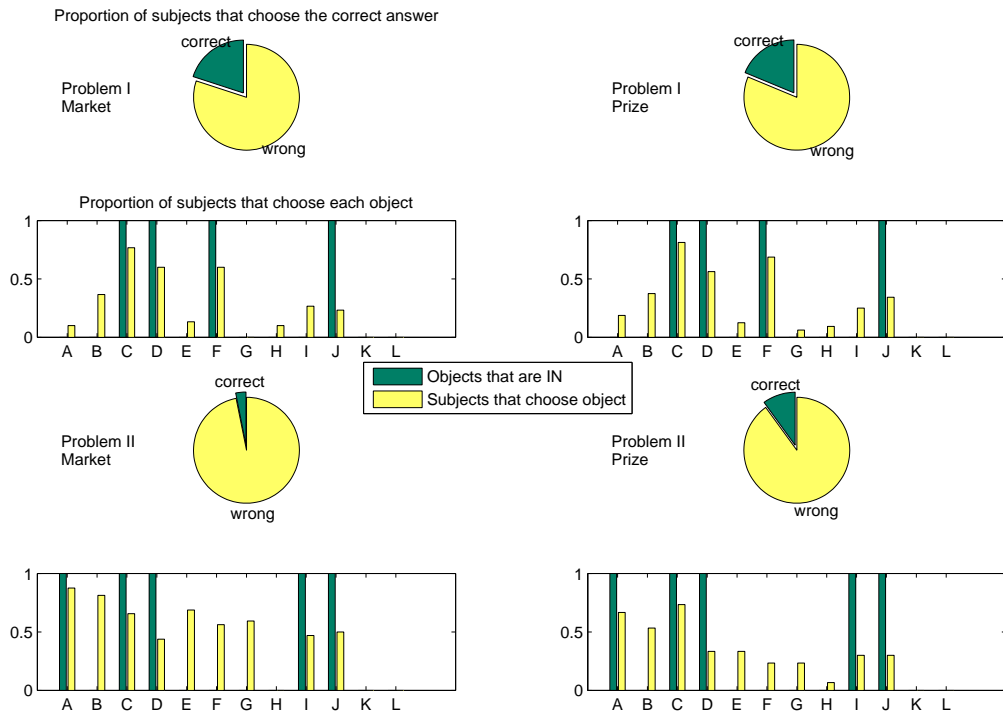 Proportion of subjects that choose the correct answer
correct
Problem I
Market
wrong
correct
Problem I
Prize
wrong
Proportion of subjects that choose each object
1
0.5
0
A B C D E F G H I J K L
1
0.5
0
A B C D E F G H I J K L
Objects that are IN
Subjects that choose object
correct
Problem II
Market
wrong
correct
Problem II
Prize
wrong
1
0.5
0
A B C D E F G H I J K L
1
0.5
0
A B C D E F G H I J K L